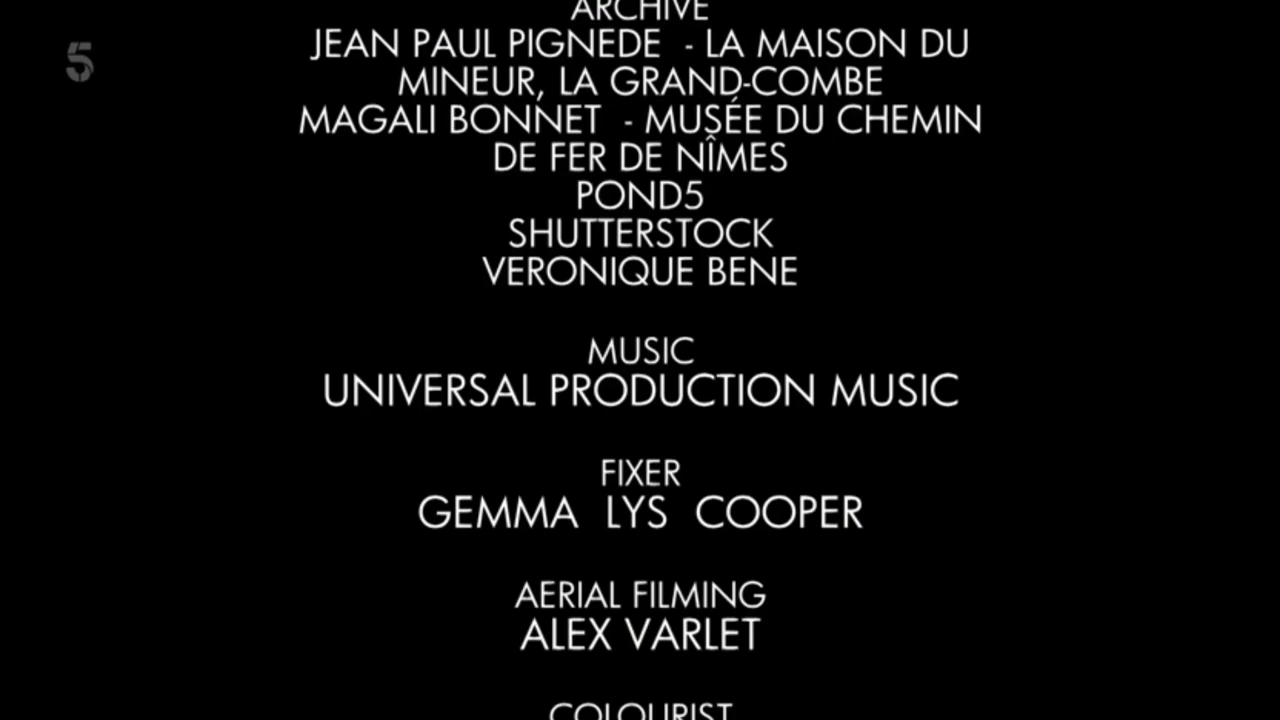 ARCHIVE
5
JEAN PAUL PIGNEDE - LA MAISON DU
MINEUR, LA GRAND-COMBE
MAGALI BONNET - MUSÉE DU CHEMIN
DE FER DE NÎMES
POND5
SHUTTERSTOCK
VERONIQUE BENE
MUSIC
UNIVERSAL PRODUCTION MUSIC
FIXER
GEMMA LYS COOPER
AERIAL FILMING
ALEX VARLET
COLOURIST